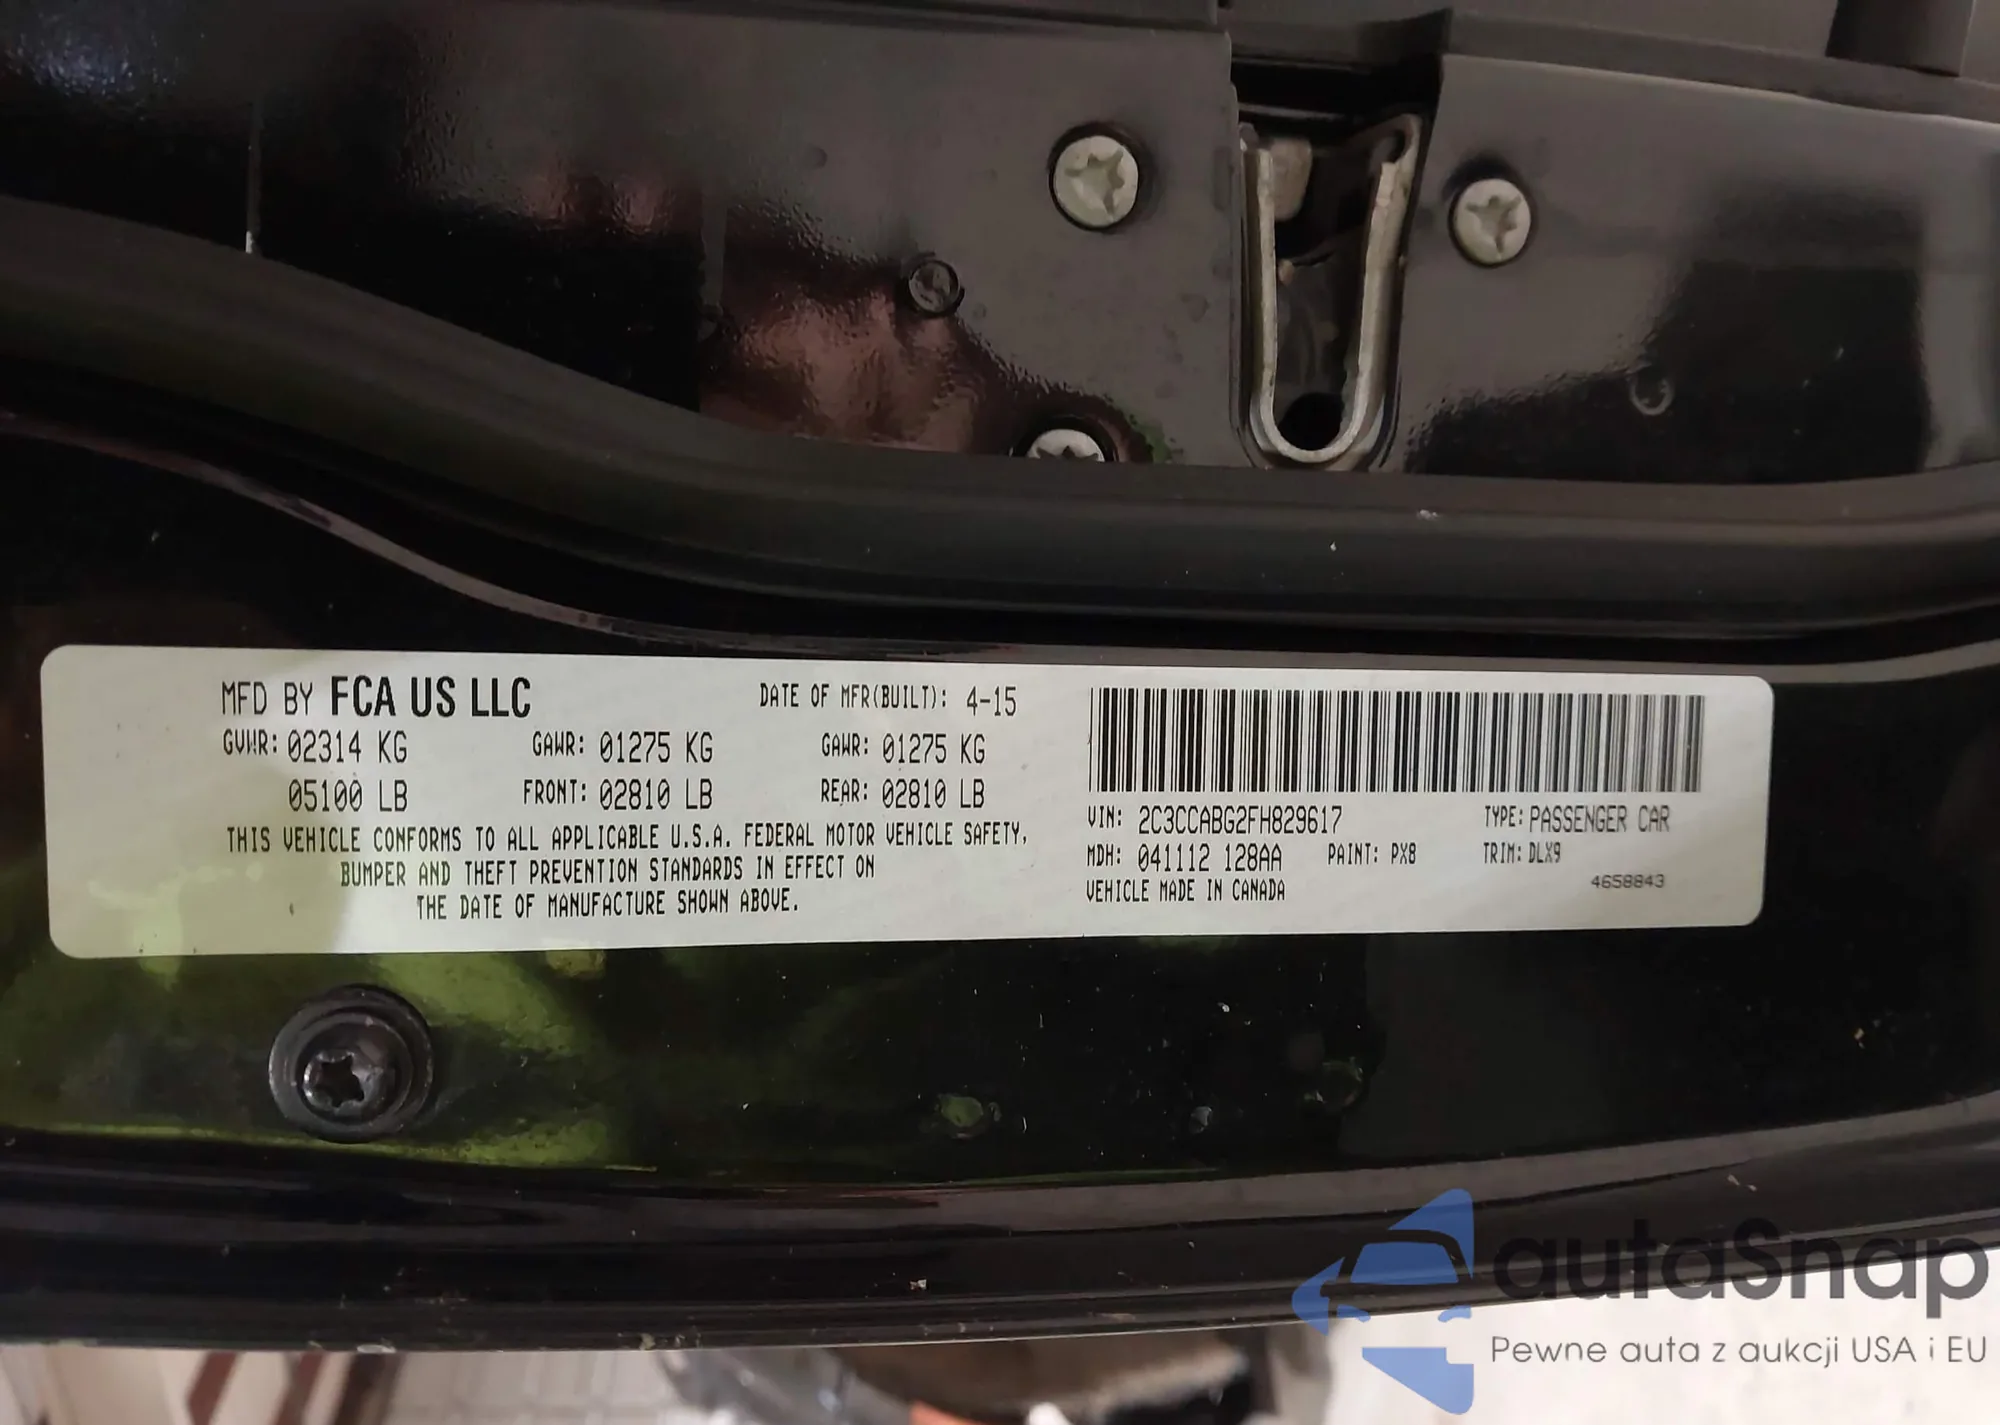 MFD BY FCA US LLC DATE OF MFR(BUILT): 4-15
GVWR: 02314 KG GAWR: 01275 KG GAWR: 01275 KG
05100 LB FRONT: 02810 LB REAR: 02810 LB
THIS VEHICLE CONFORMS TO ALL APPLICABLE U.S.A. FEDERAL MOTOR VEHICLE SAFETY,
BUMPER AND THEFT PREVENTION STANDARDS IN EFFECT ON
THE DATE OF MANUFACTURE SHOWN ABOVE.
VIN: 2C3CCABG2FH829617 TYPE: PASSENGER CAR
MDH: 041112 128AA PAINT: PX8 TRIM: DLX9
VEHICLE MADE IN CANADA 4658843
autaSnap
Pewne auta z aukcji USA i EU